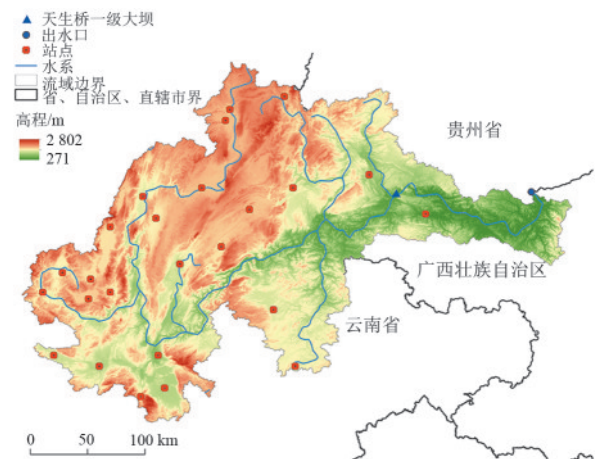 天生桥一级大坝
出水口
站点
水系
流域边界
省、自治区、直辖市界
高程/m
2 802
271
贵州省
广西壮族自治区
云南省
0 50 100 km